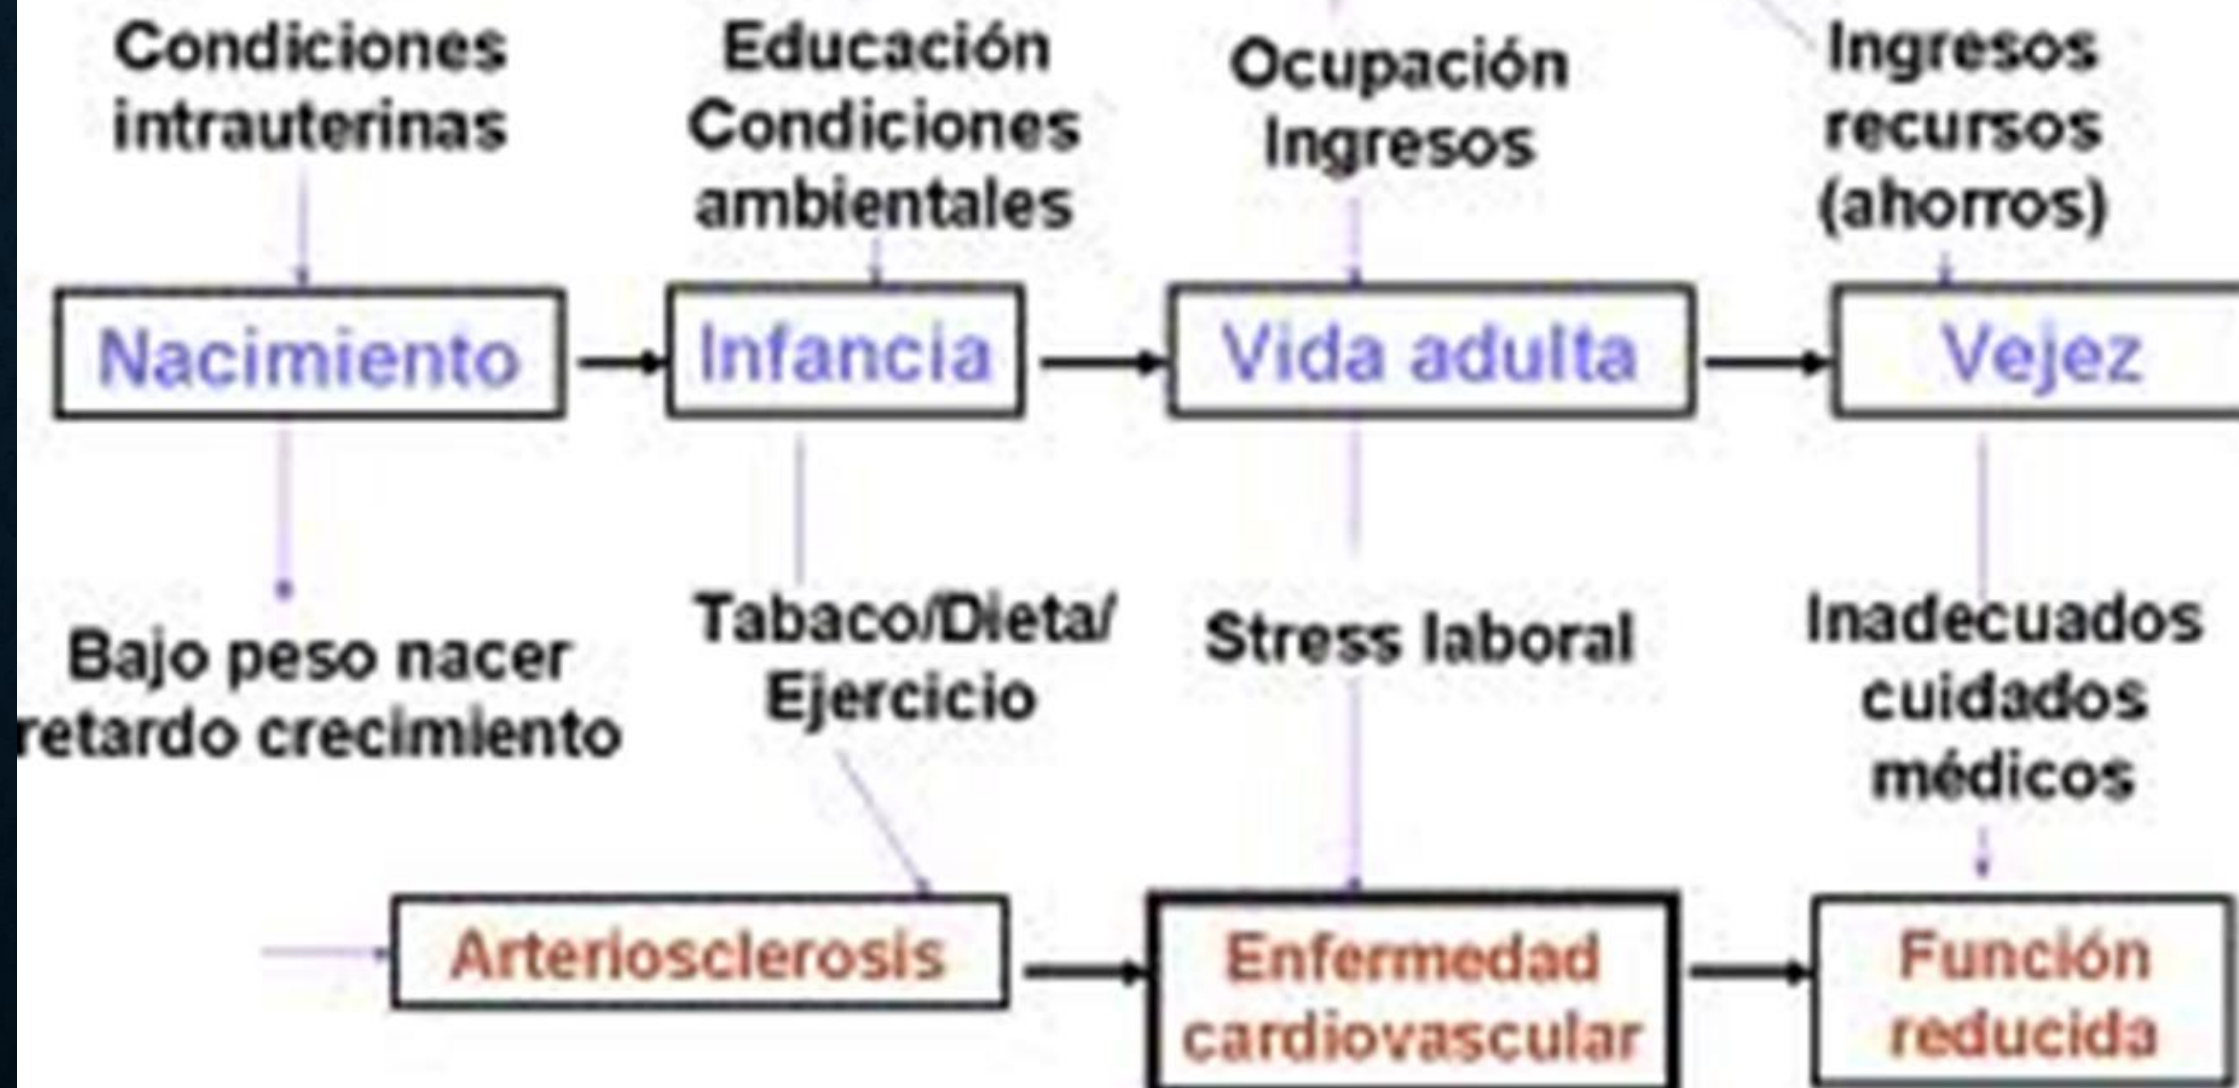 Condiciones
intrauterinas
Educación
Condiciones
ambientales
Ocupación
Ingresos
Ingresos
recursos
(ahorros)
Nacimiento
Infancia
Vida adulta
Vejez
Bajo peso nacer
retardo crecimiento
Tabaco/Dieta/
Ejercicio
Stress laboral
Inadecuados
cuidados
médicos
Arteriosclerosis
Enfermedad
cardiovascular
Función
reducida